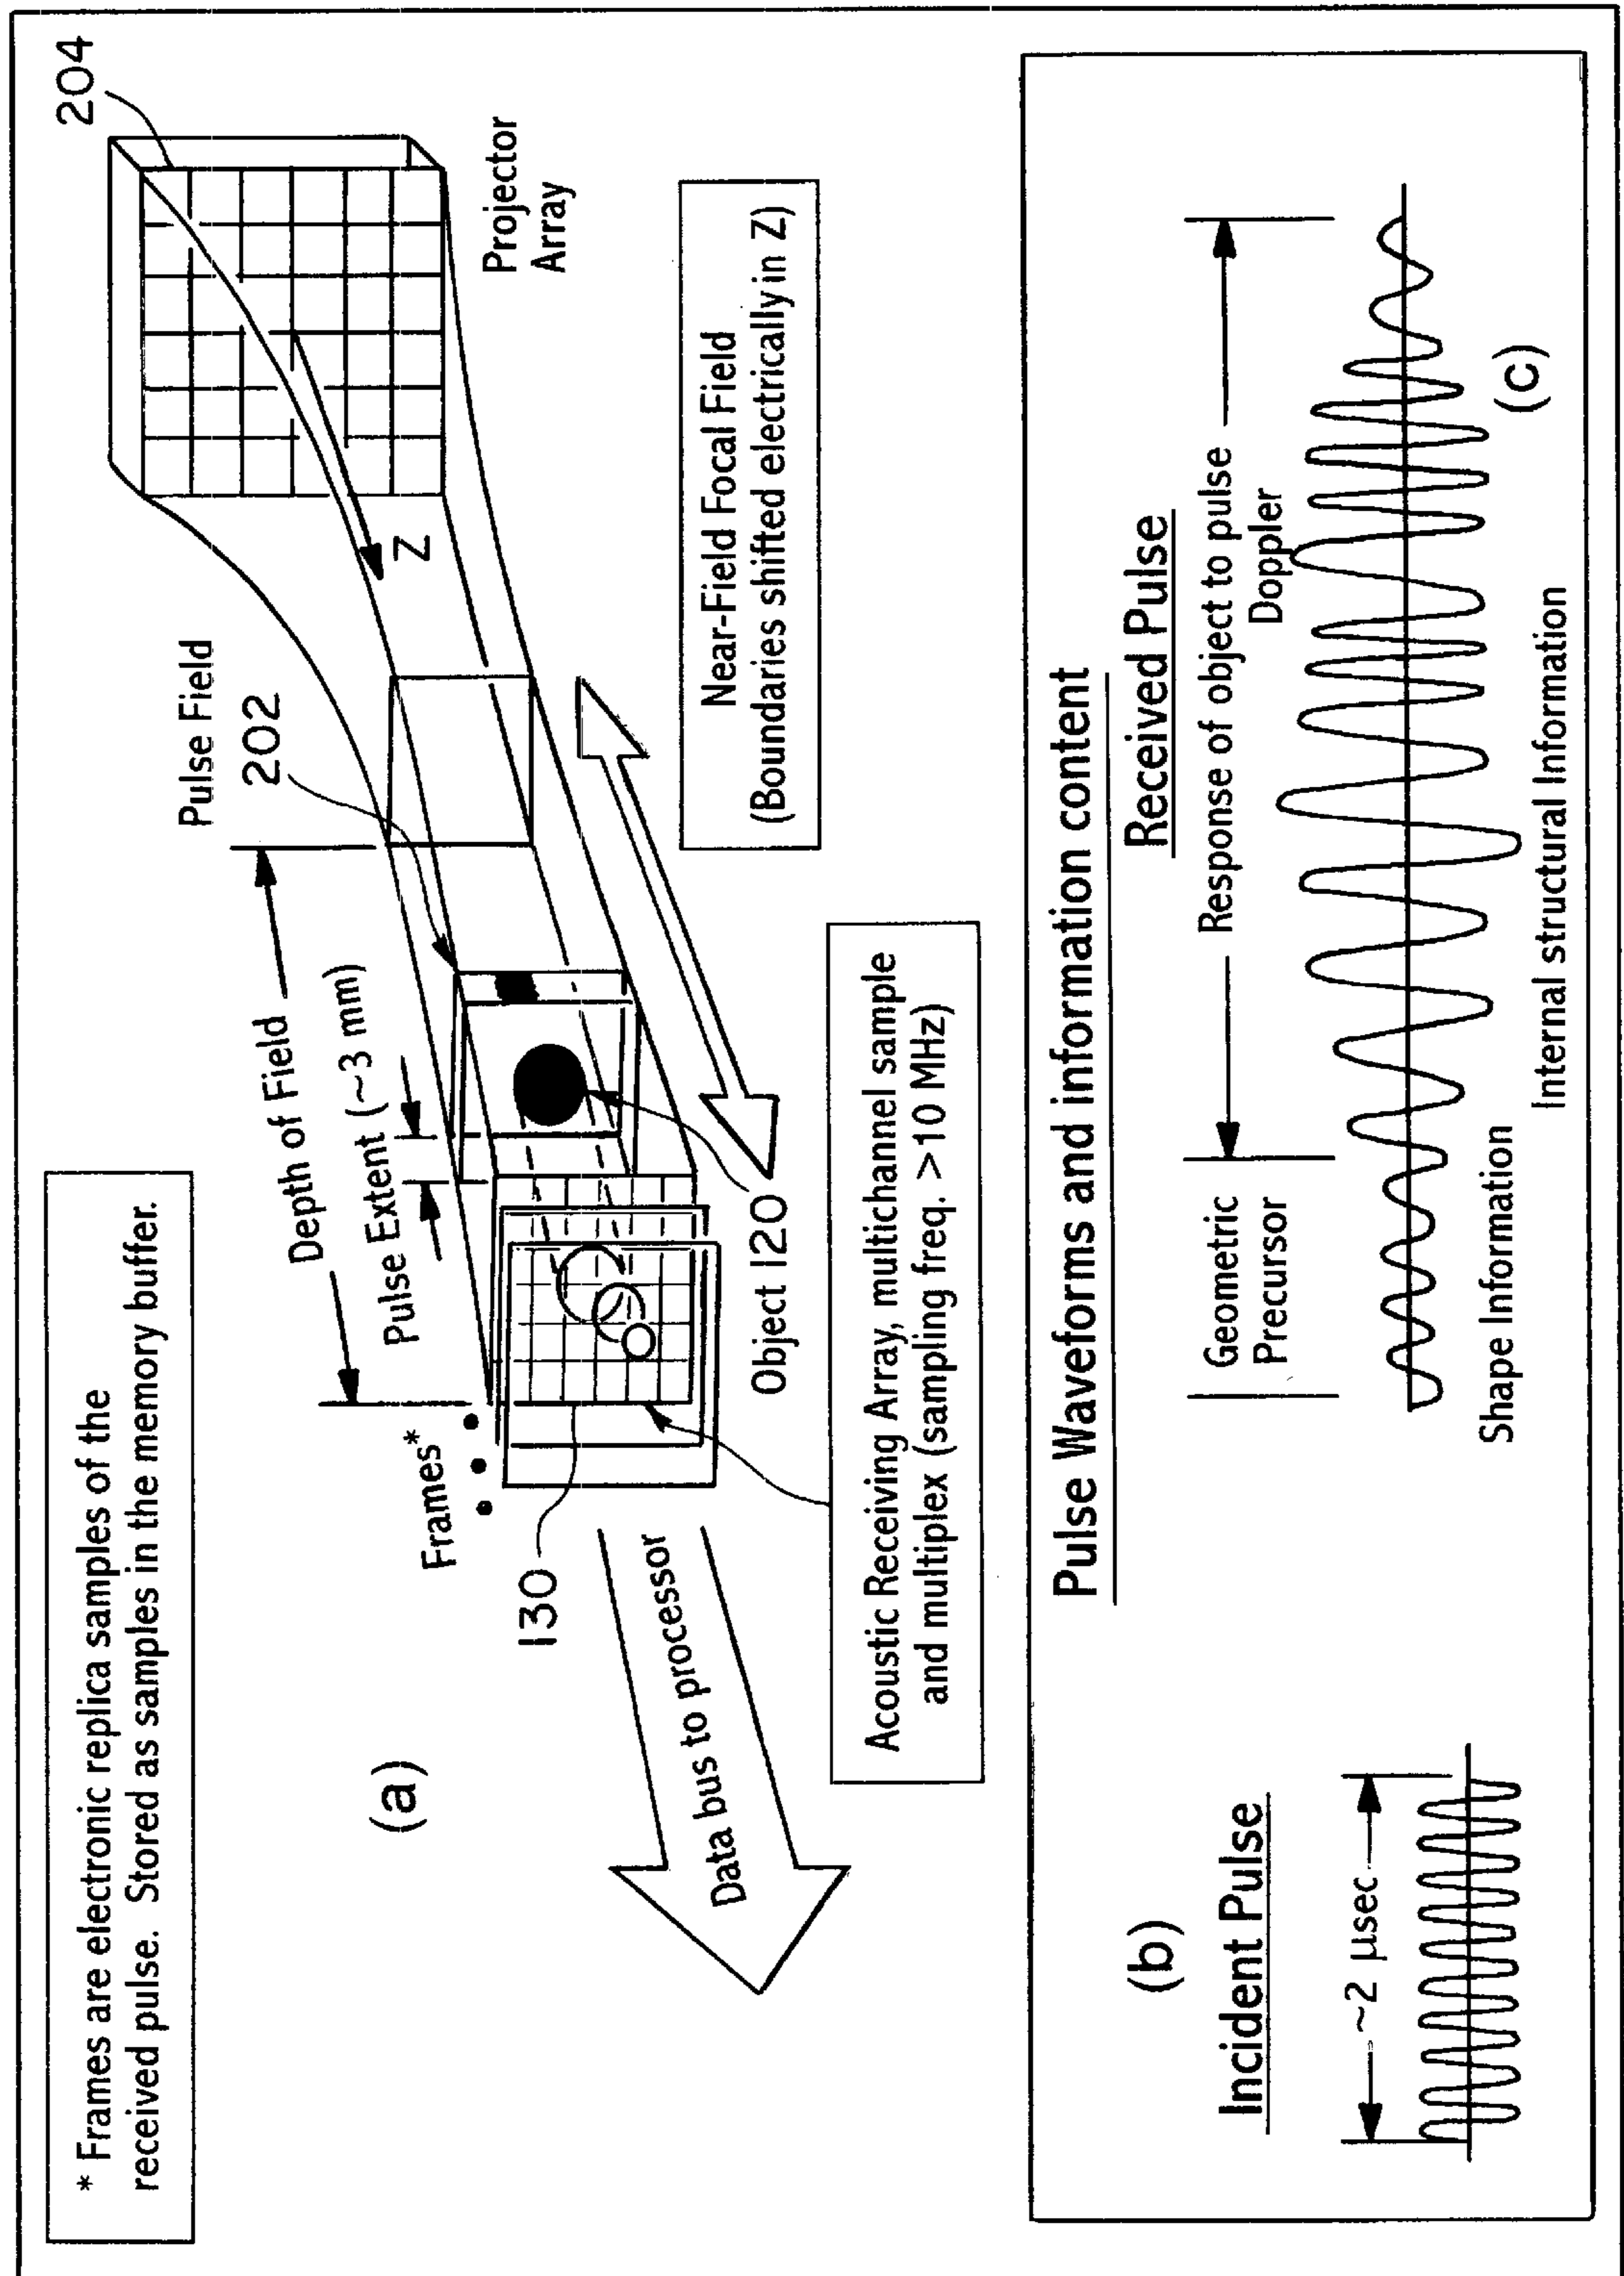 * Frames are electronic replica samples of the
received pulse. Stored as samples in the memory buffer.
(a)
Frames*
130
Data bus to processor
Depth of Field
Pulse Extent (~3 mm)
Pulse Field
202
204
Z
Projector
Array
Object 120
Near-Field Focal Field
(Boundaries shifted electrically in Z)
Acoustic Receiving Array, multichannel sample
and multiplex (sampling freq. >10 MHz)
Pulse Waveforms and information content
(b)
Incident Pulse
~2 μsec
Received Pulse
Geometric
Precursor
Response of object to pulse
Doppler
Shape Information
Internal structural Information
(c)